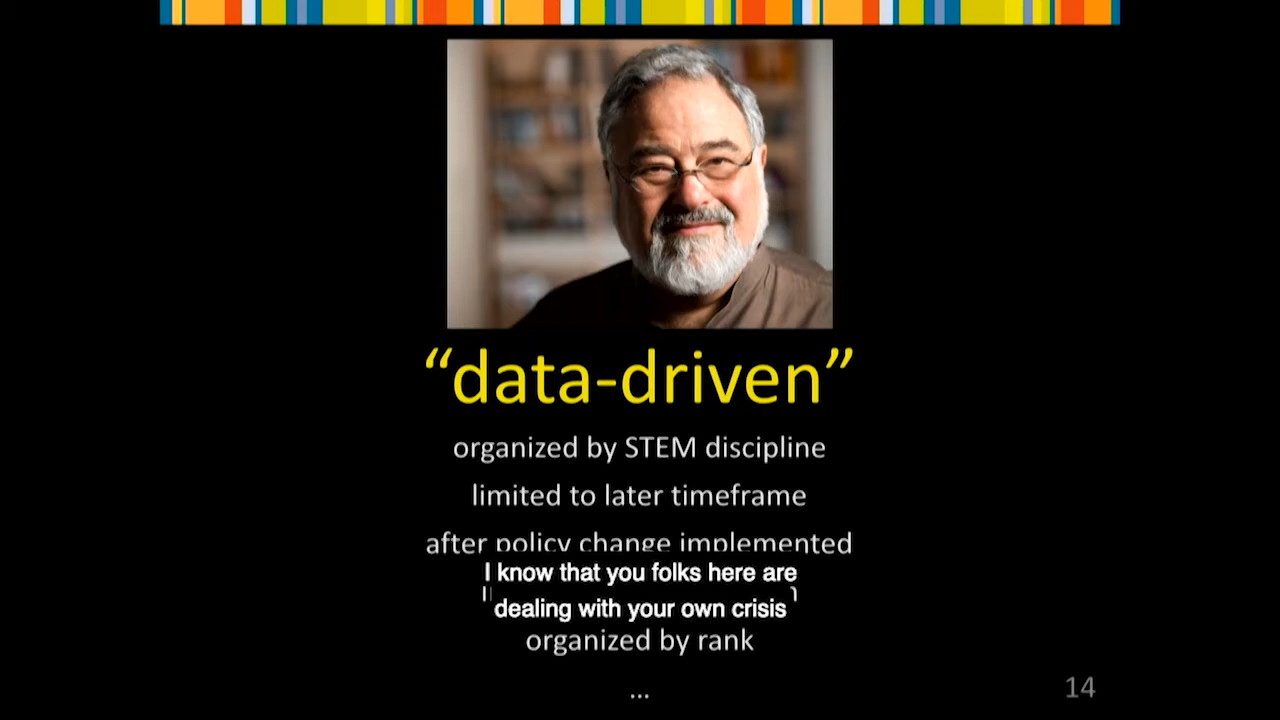 “data-driven”
organized by STEM discipline
limited to later timeframe
after policy change implemented
I know that you folks here are
dealing with your own crisis
organized by rank
...
14